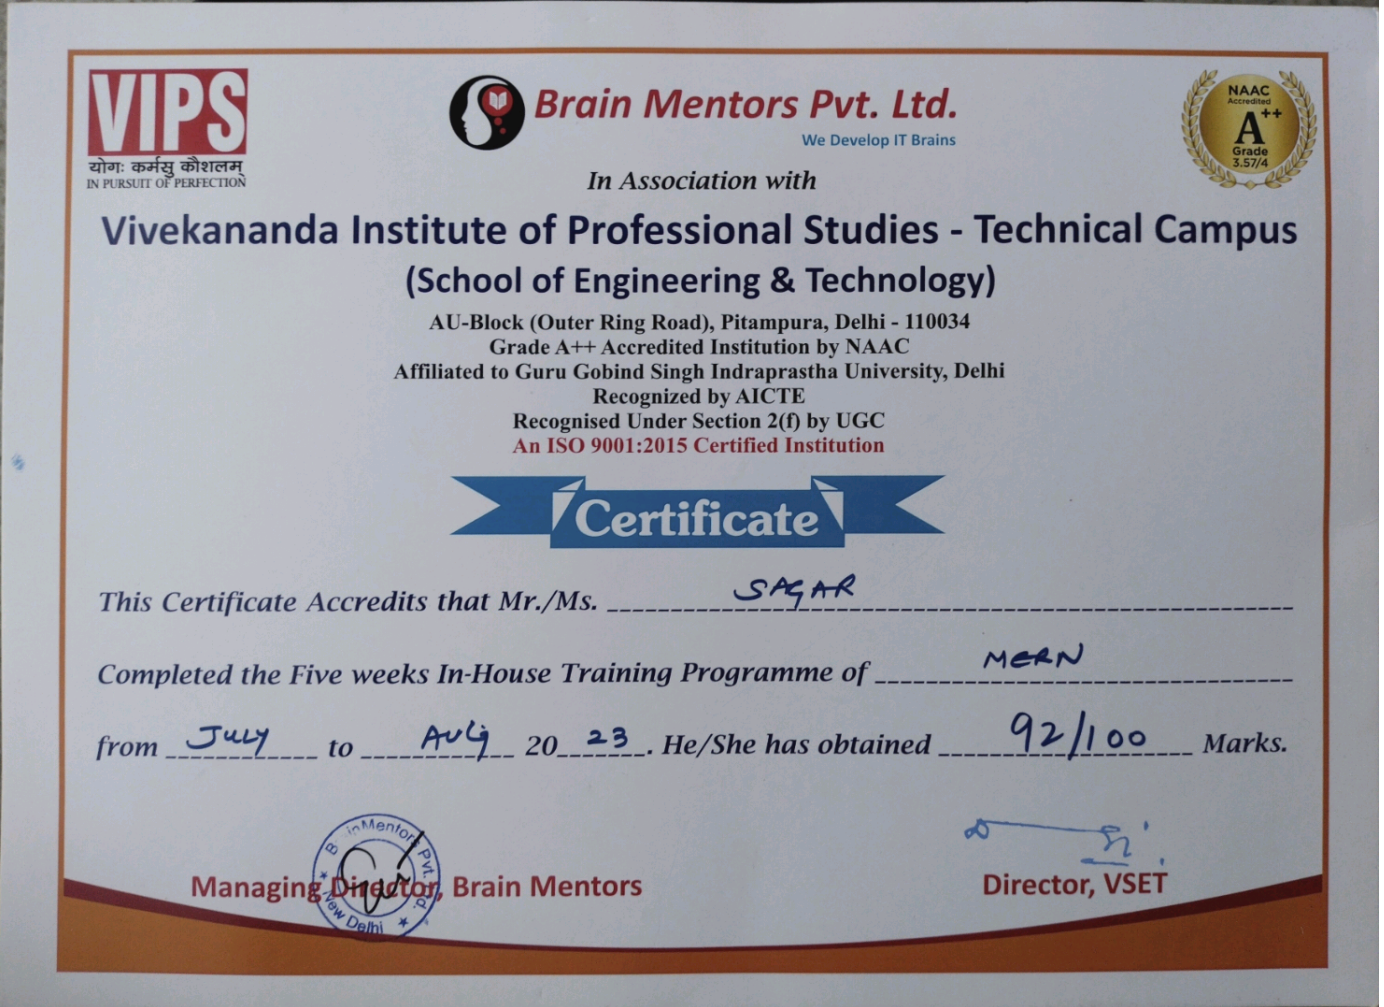 VIPS
योगः कर्मसु कौशलम्
IN PURSUIT OF PERFECTION
Brain Mentors Pvt. Ltd.
We Develop IT Brains
NAAC
Accredited
A++
Grade
3.57/4
In Association with
Vivekananda Institute of Professional Studies - Technical Campus
(School of Engineering & Technology)
AU-Block (Outer Ring Road), Pitampura, Delhi - 110034
Grade A++ Accredited Institution by NAAC
Affiliated to Guru Gobind Singh Indraprastha University, Delhi
Recognized by AICTE
Recognised Under Section 2(f) by UGC
An ISO 9001:2015 Certified Institution
Certificate
This Certificate Accredits that Mr./Ms. SAGAR
Completed the Five weeks In-House Training Programme of MERN
from July to AUG 2023. He/She has obtained 92/100 Marks.
Brain Mentors Pvt. Ltd.
New Delhi
Managing Director, Brain Mentors
Director, VSET